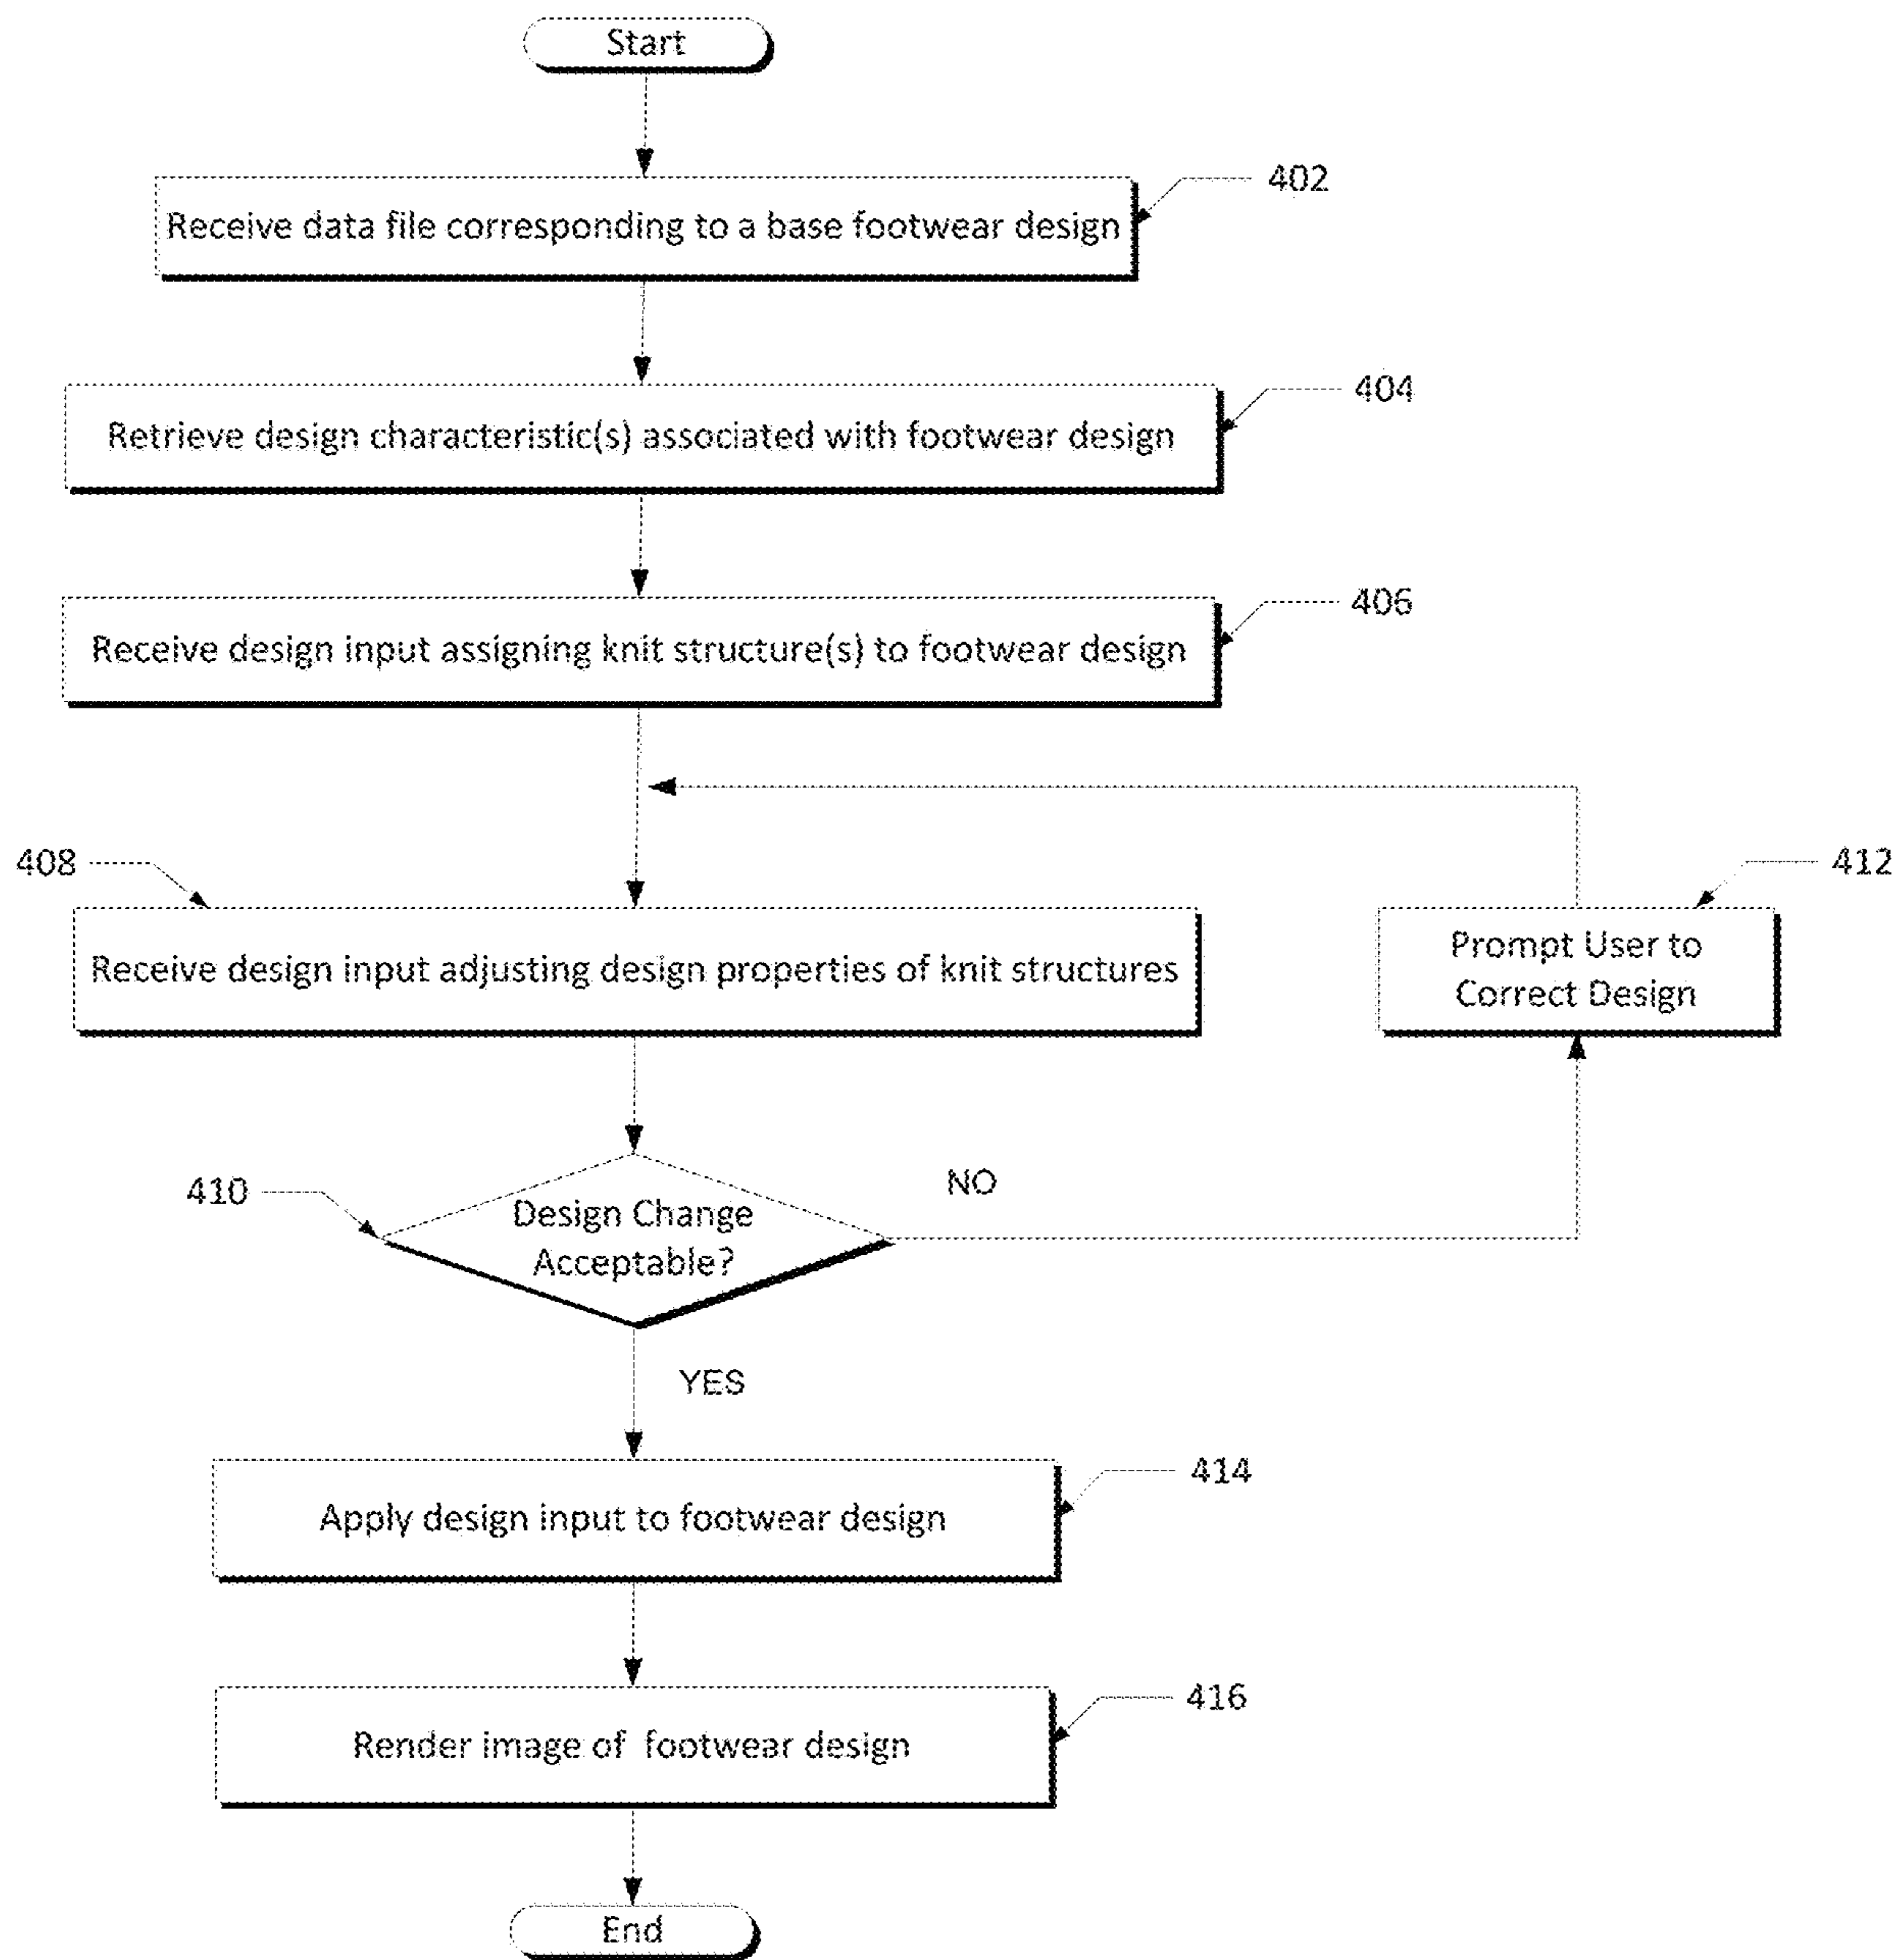 Start
402
Receive data file corresponding to a base footwear design
404
Retrieve design characteristic(s) associated with footwear design
406
Receive design input assigning knit structure(s) to footwear design
408
Receive design input adjusting design properties of knit structures
412
Prompt User to
Correct Design
410
Design Change
Acceptable?
NO
YES
414
Apply design input to footwear design
416
Render image of footwear design
End